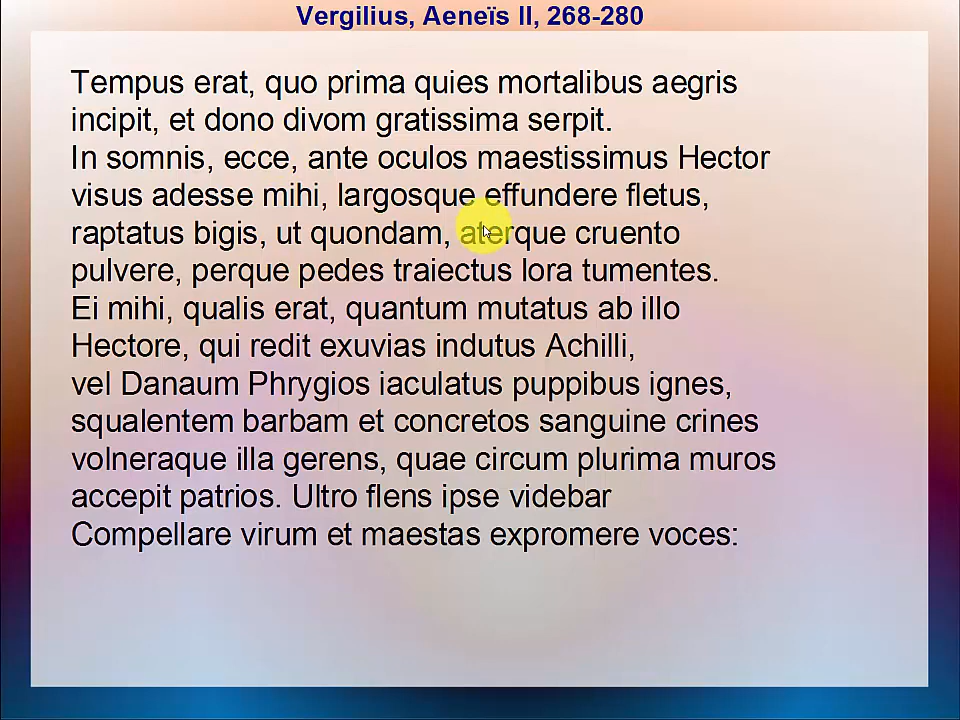 Vergilius, Aeneïs II, 268-280
Tempus erat, quo prima quies mortalibus aegris
incipit, et dono divom gratissima serpit.
In somnis, ecce, ante oculos maestissimus Hector
visus adesse mihi, largosque effundere fletus,
raptatus bigis, ut quondam, aterque cruento
pulvere, perque pedes traiectus lora tumentes.
Ei mihi, qualis erat, quantum mutatus ab illo
Hectore, qui redit exuvias indutus Achilli,
vel Danaum Phrygios iaculatus puppibus ignes,
squalentem barbam et concretos sanguine crines
volneraque illa gerens, quae circum plurima muros
accepit patrios. Ultro flens ipse videbar
Compellare virum et maestas expromere voces: